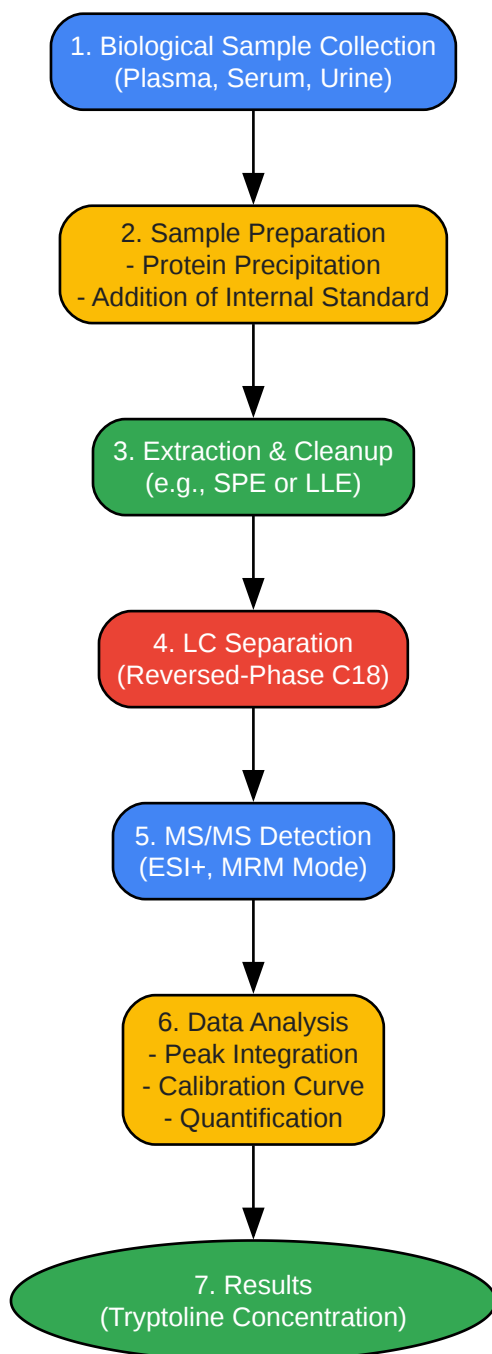 1. Biological Sample Collection
(Plasma, Serum, Urine)
2. Sample Preparation
- Protein Precipitation
- Addition of Internal Standard
3. Extraction & Cleanup
(e.g., SPE or LLE)
4. LC Separation
(Reversed-Phase C18)
5. MS/MS Detection
(ESI+, MRM Mode)
6. Data Analysis
- Peak Integration
- Calibration Curve
- Quantification
7. Results
(Tryptoline Concentration)